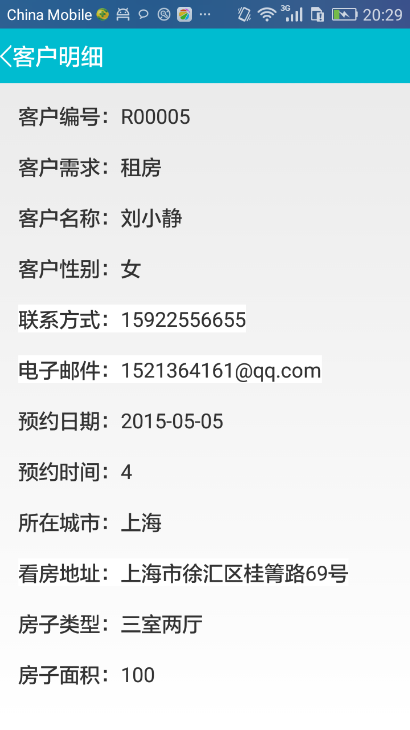 China Mobile ... 3G 20:29
客户明细
客户编号：R00005
客户需求：租房
客户名称：刘小静
客户性别：女
联系方式：15922556655
电子邮件：1521364161@qq.com
预约日期：2015-05-05
预约时间：4
所在城市：上海
看房地址：上海市徐汇区桂箐路69号
房子类型：三室两厅
房子面积：100